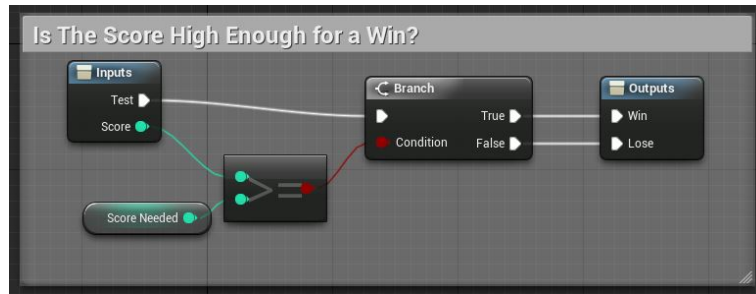 Is The Score High Enough for a Win?
Inputs
Test
Score
Score Needed
>=
Branch
Condition
True
False
Outputs
Win
Lose